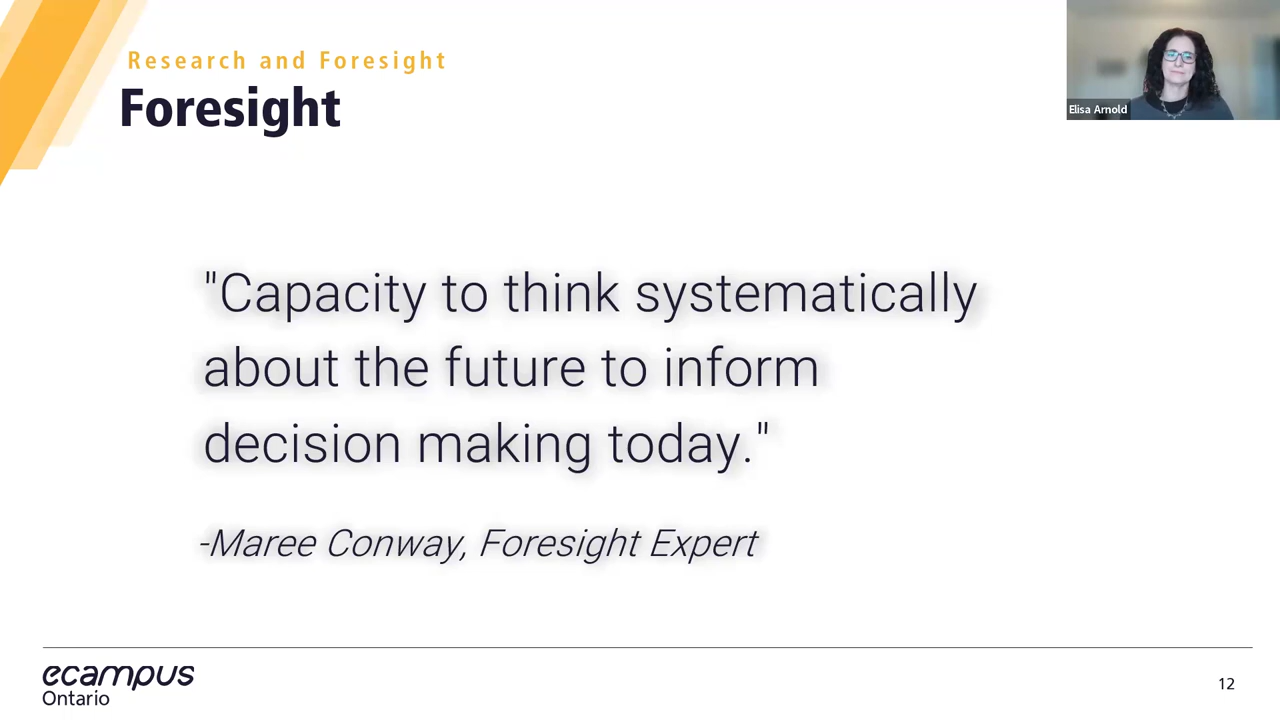 Research and Foresight
Foresight
Elisa Arnold
"Capacity to think systematically
about the future to inform
decision making today."
-Maree Conway, Foresight Expert
ecampus
Ontario
12